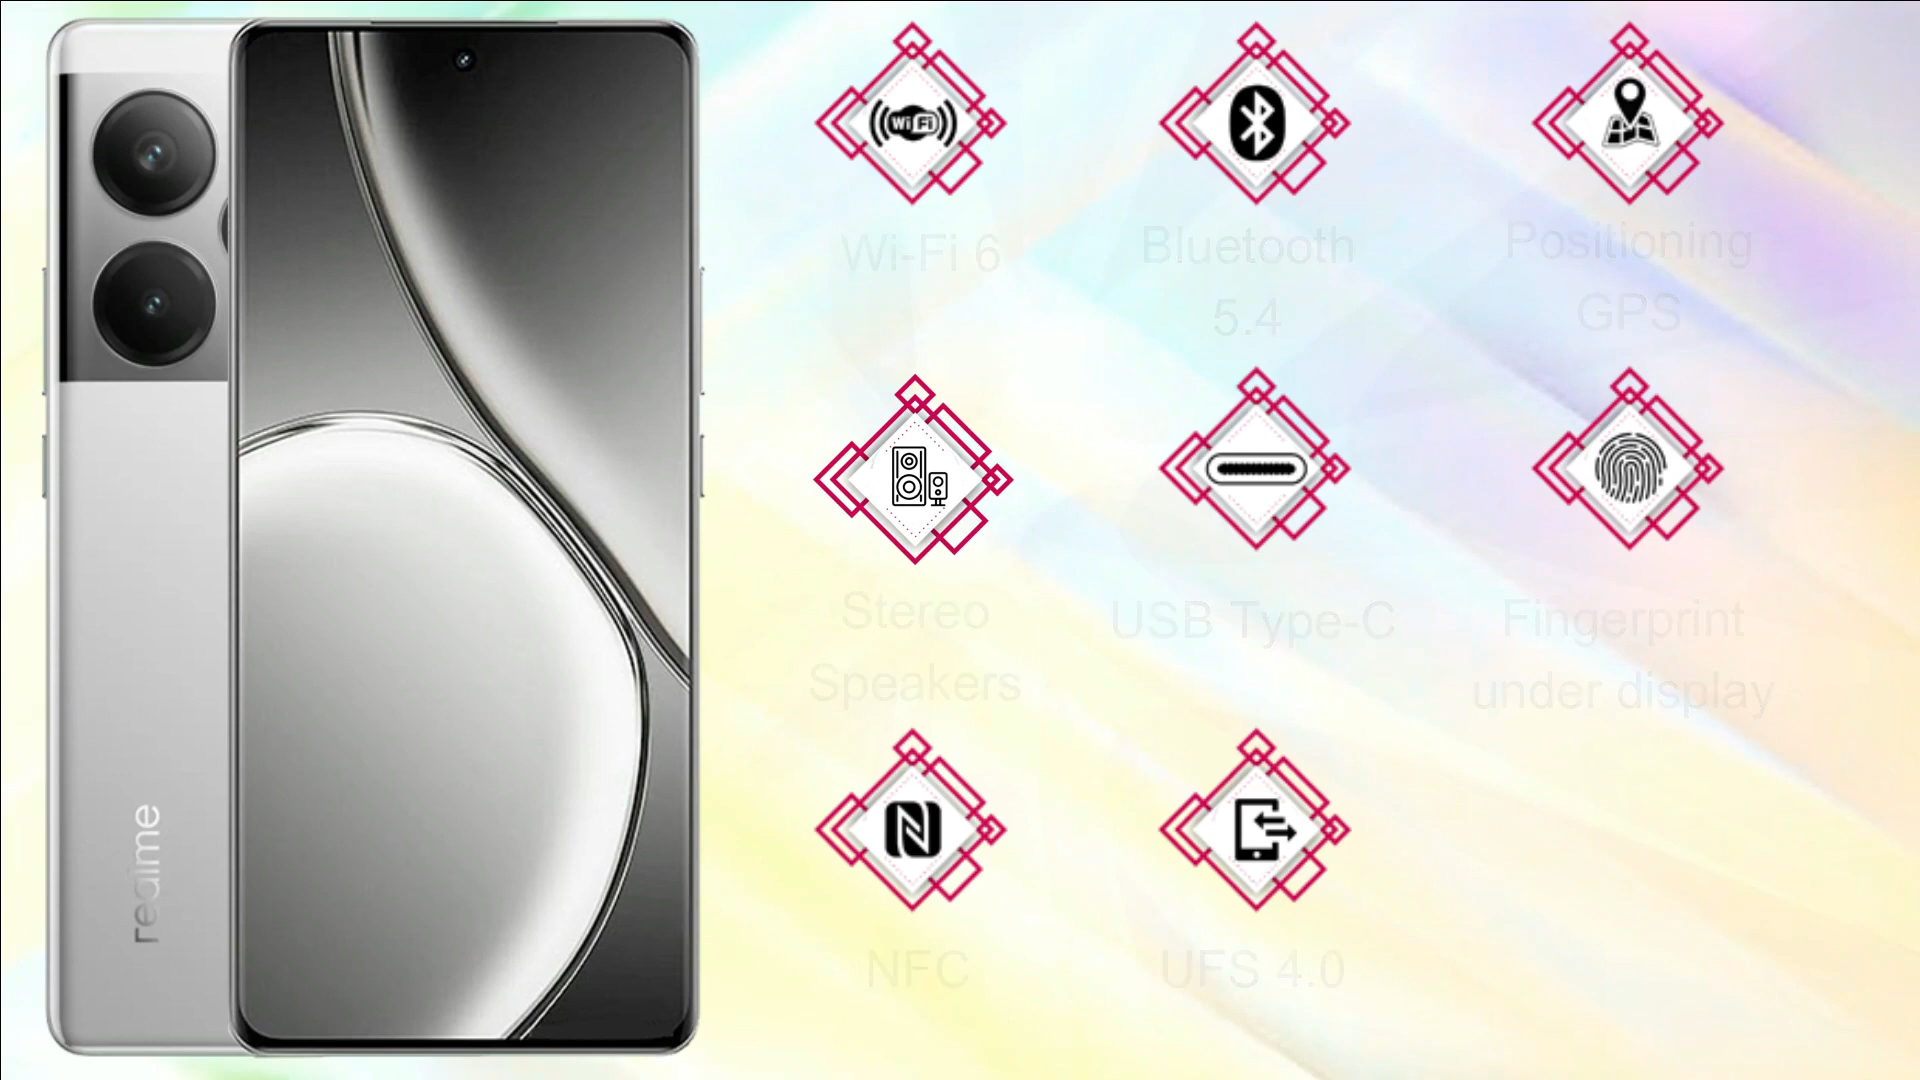 realme
WiFi
Wi-Fi 6
Bluetooth
5.4
Positioning
GPS
Stereo
Speakers
USB Type-C
Fingerprint
under display
NFC
UFS 4.0